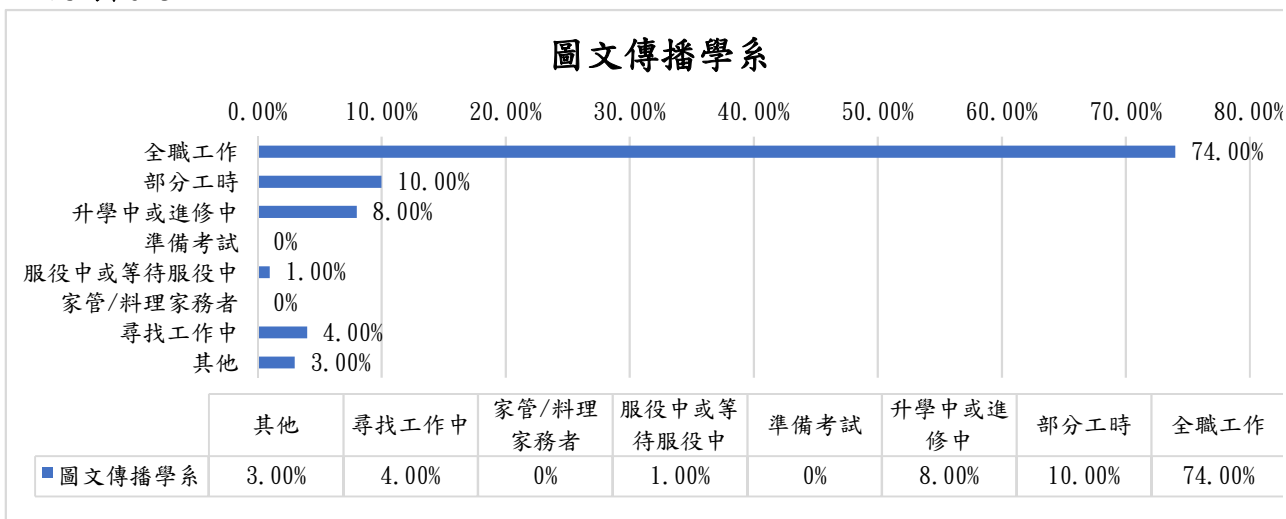 圖文傳播學系
0.00% 10.00% 20.00% 30.00% 40.00% 50.00% 60.00% 70.00% 80.00%
全職工作 74.00%
部分工時 10.00%
升學中或進修中 8.00%
準備考試 0%
服役中或等待服役中 1.00%
家管/料理家務者 0%
尋找工作中 4.00%
其他 3.00%
其他 尋找工作中 家管/料理家務者 服役中或等待服役中 準備考試 升學中或進修中 部分工時 全職工作
圖文傳播學系 3.00% 4.00% 0% 1.00% 0% 8.00% 10.00% 74.00%